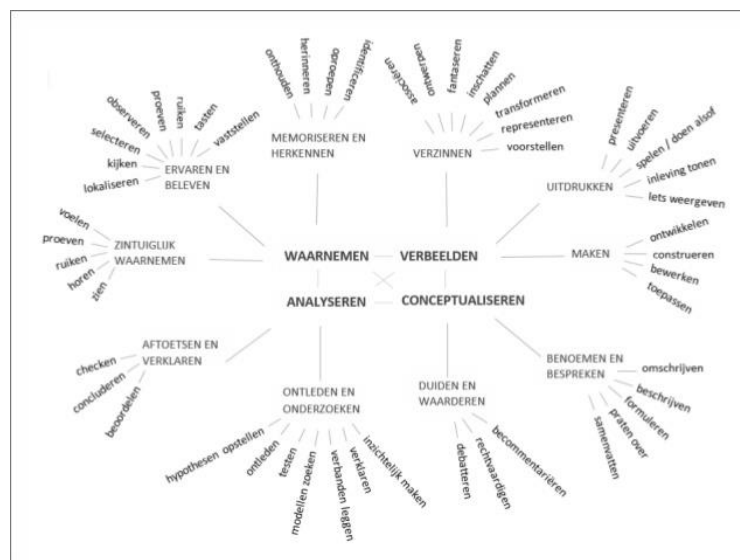 onthouden
herinneren
oproepen
identificeren
MEMORISEREN EN
HERKENNEN
associëren
ontwerpen
fantaseren
inschatten
plannen
transformeren
representeren
voorstellen
VERZINNEN
presenteren
uitvoeren
spelen / doen alsof
inleving tonen
Iets weergeven
UITDRUKKEN
lokaliseren
kijken
selecteren
observeren
proeven
ruiken
tasten
vaststellen
ERVAREN EN
BELEVEN
voelen
proeven
ruiken
horen
zien
ZINTUIGLIJK
WAARNEMEN
WAARNEMEN
VERBEELDEN
ANALYSEREN
CONCEPTUALISEREN
MAKEN
ontwikkelen
construeren
bewerken
toepassen
AFTOETSEN EN
VERKLAREN
checken
concluderen
beoordelen
ONTLEDEN EN
ONDERZOEKEN
hypothesen opstellen
ontleden
testen
modellen zoeken
verbanden leggen
verklaren
inzichtelijk maken
DUIDEN EN
WAARDEREN
debatteren
rechtvaardigen
becommentariëren
BENOEMEN EN
BESPREKEN
omschrijven
beschrijven
formuleren
praten over
samenvatten